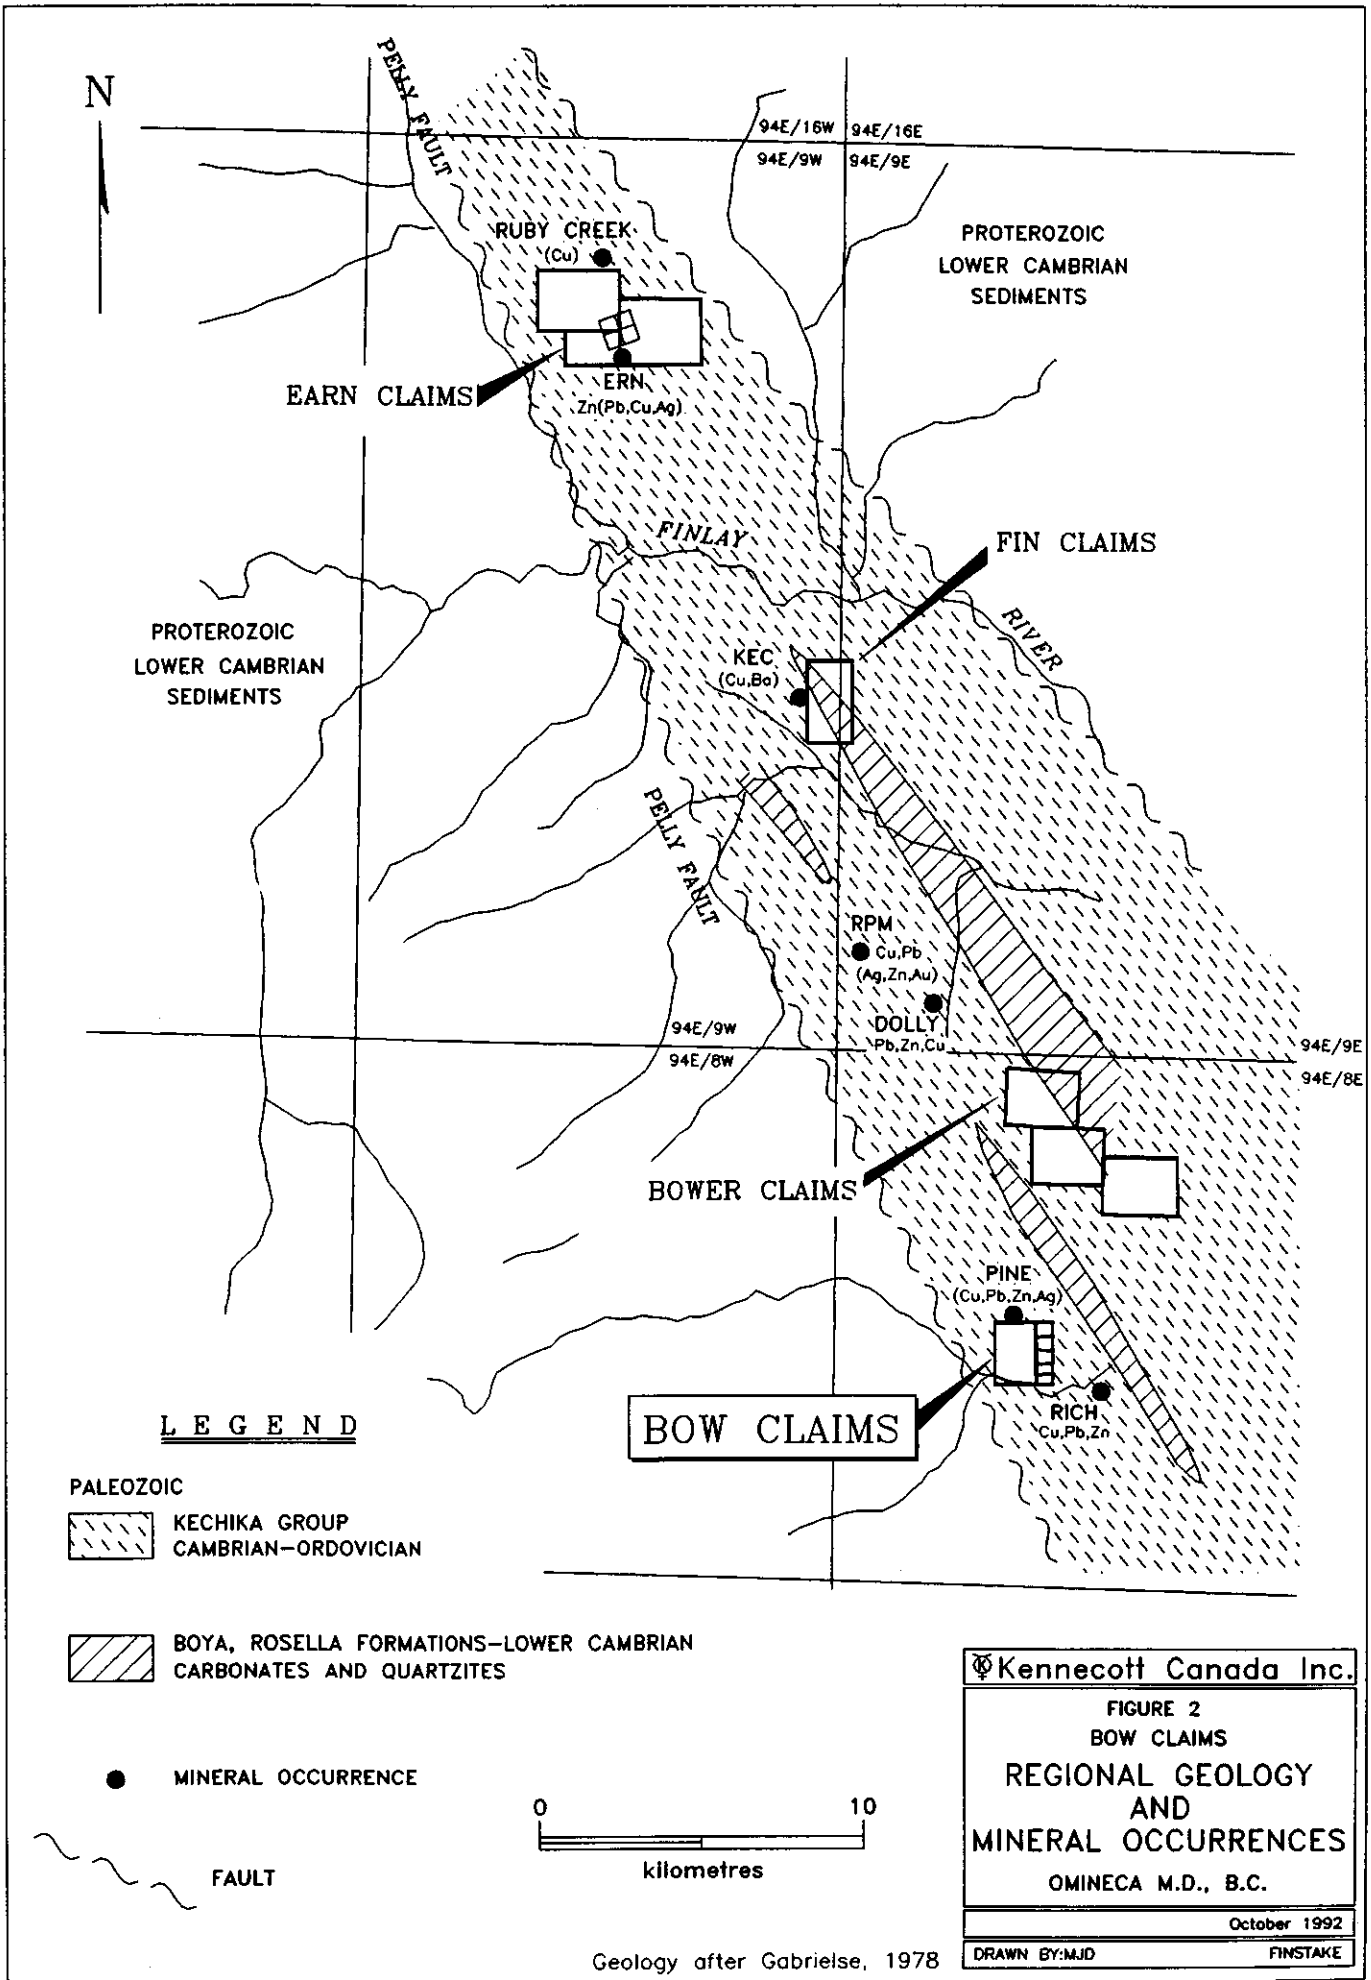 PELLY FAULT
N
94E/16W 94E/16E
94E/9W 94E/9E
RUBY CREEK
(Cu)
PROTEROZOIC
LOWER CAMBRIAN
SEDIMENTS
EARN CLAIMS
ERN
Zn(Pb,Cu,Ag)
FINLAY
FIN CLAIMS
RIVER
PROTEROZOIC
LOWER CAMBRIAN
SEDIMENTS
KEC
(Cu,Ba)
PELLY FAULT
RPM
Cu,Pb
(Ag,Zn,Au)
DOLLY
Pb,Zn,Cu
94E/9W
94E/8W
94E/9E
94E/8E
BOWER CLAIMS
PINE
(Cu,Pb,Zn,Ag)
BOW CLAIMS
RICH
Cu,Pb,Zn
LEGEND
PALEOZOIC
KECHIKA GROUP
CAMBRIAN-ORDOVICIAN
BOYA, ROSELLA FORMATIONS-LOWER CAMBRIAN
CARBONATES AND QUARTZITES
MINERAL OCCURRENCE
FAULT
0 10
kilometres
Geology after Gabrielse, 1978
Kennecott Canada Inc.
FIGURE 2
BOW CLAIMS
REGIONAL GEOLOGY
AND
MINERAL OCCURRENCES
OMINECA M.D., B.C.
October 1992
DRAWN BY:MJD FINSTAKE